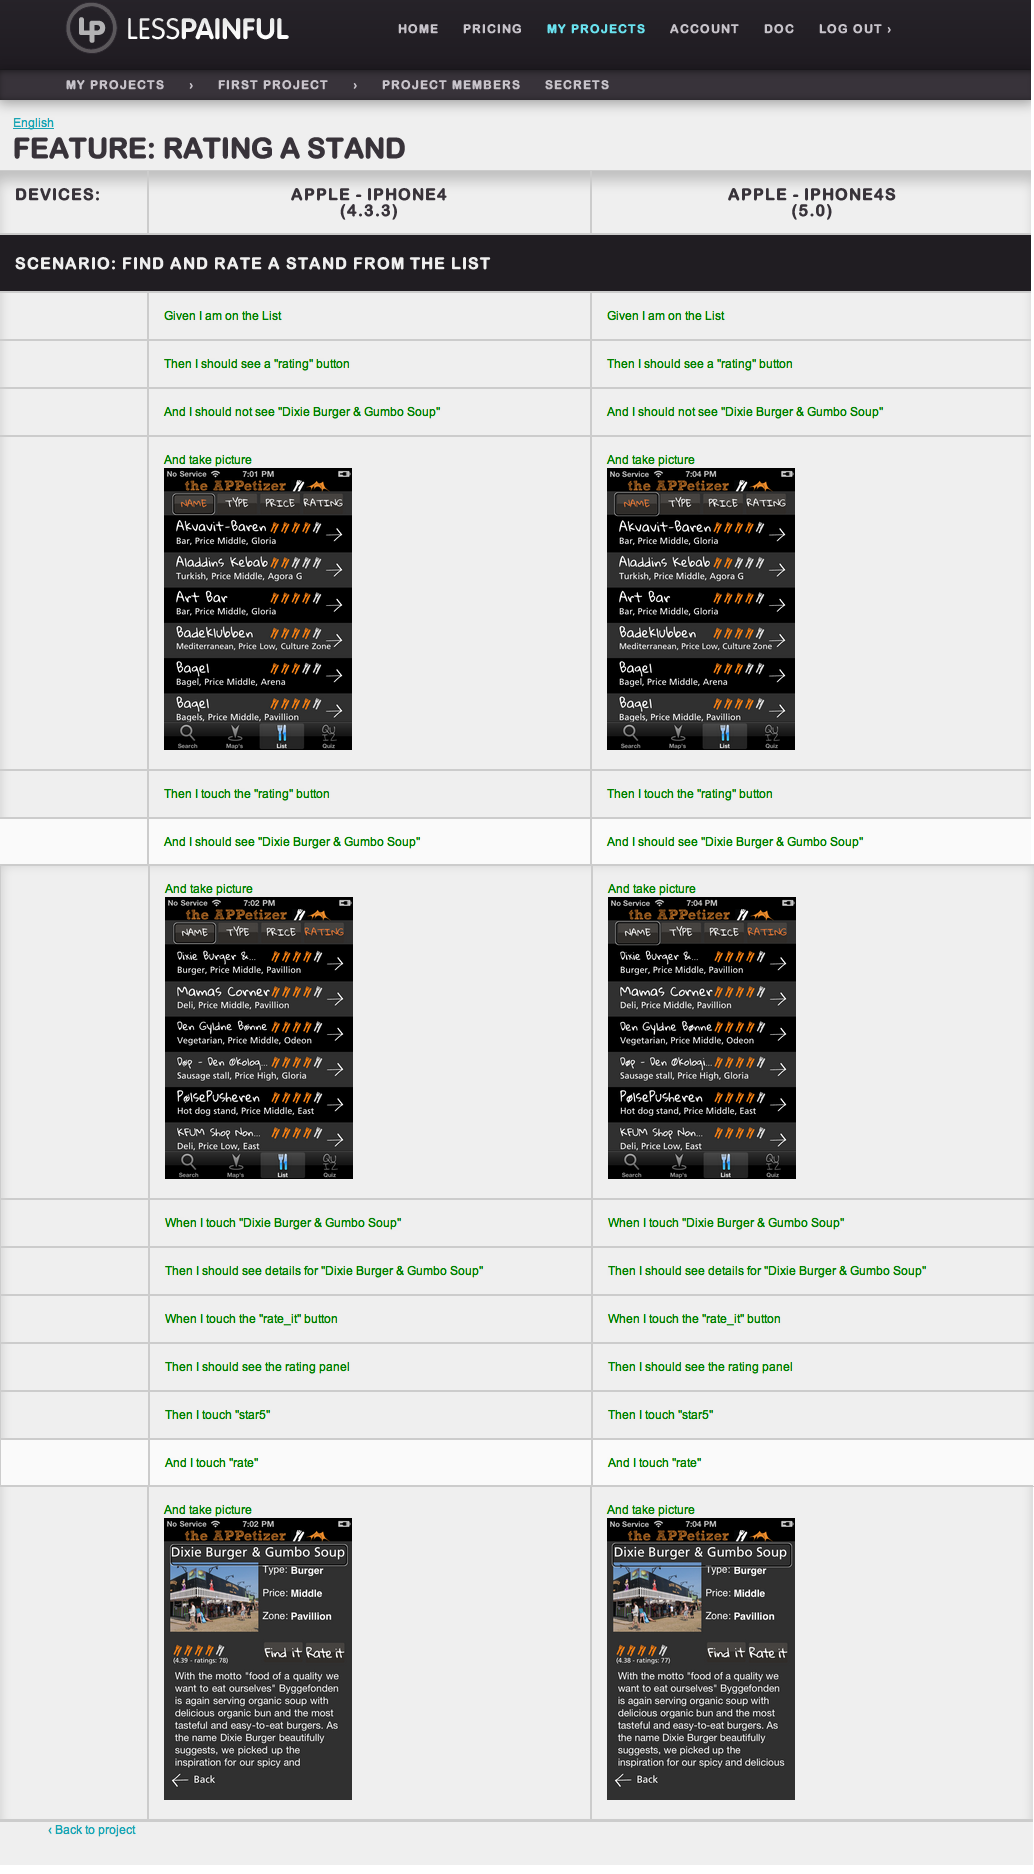 LP LESSPAINFUL
HOME PRICING MY PROJECTS ACCOUNT DOC LOG OUT ›
MY PROJECTS › FIRST PROJECT › PROJECT MEMBERS SECRETS
English
FEATURE: RATING A STAND
DEVICES: APPLE - IPHONE4 APPLE - IPHONE4S
(4.3.3) (5.0)
SCENARIO: FIND AND RATE A STAND FROM THE LIST
Given I am on the List Given I am on the List
Then I should see a "rating" button Then I should see a "rating" button
And I should not see "Dixie Burger & Gumbo Soup" And I should not see "Dixie Burger & Gumbo Soup"
And take picture And take picture
No Service 7:01 PM No Service 7:04 PM
the APPetizer the APPetizer
NAME TYPE PRICE RATING NAME TYPE PRICE RATING
Akvavit-Baren Akvavit-Baren
Bar, Price Middle, Gloria Bar, Price Middle, Gloria
Aladdins Kebab Aladdins Kebab
Turkish, Price Middle, Agora G Turkish, Price Middle, Agora G
Art Bar Art Bar
Bar, Price Middle, Gloria Bar, Price Middle, Gloria
Badeklubben Badeklubben
Mediterranean, Price Low, Culture Zone Mediterranean, Price Low, Culture Zone
Bagel Bagel
Bagel, Price Middle, Arena Bagel, Price Middle, Arena
Bagel Bagel
Bagels, Price Middle, Pavillion Bagels, Price Middle, Pavillion
Search Map's List Quiz Search Map's List Quiz
Then I touch the "rating" button Then I touch the "rating" button
And I should see "Dixie Burger & Gumbo Soup" And I should see "Dixie Burger & Gumbo Soup"
And take picture And take picture
No Service 7:02 PM No Service 7:04 PM
the APPetizer the APPetizer
NAME TYPE PRICE RATING NAME TYPE PRICE RATING
Dixie Burger &... Dixie Burger &...
Burger, Price Middle, Pavillion Burger, Price Middle, Pavillion
Mamas Corner Mamas Corner
Deli, Price Middle, Pavillion Deli, Price Middle, Pavillion
Den Gyldne Bønne Den Gyldne Bønne
Vegetarian, Price Middle, Odeon Vegetarian, Price Middle, Odeon
Døp - Den Økolog... Døp - Den Økologi...
Sausage stall, Price High, Gloria Sausage stall, Price High, Gloria
PølsePusheren PølsePusheren
Hot dog stand, Price Middle, East Hot dog stand, Price Middle, East
KFUM Shop Non... KFUM Shop Non...
Deli, Price Low, East Deli, Price Low, East
Search Map's List Quiz Search Map's List Quiz
When I touch "Dixie Burger & Gumbo Soup" When I touch "Dixie Burger & Gumbo Soup"
Then I should see details for "Dixie Burger & Gumbo Soup" Then I should see details for "Dixie Burger & Gumbo Soup"
When I touch the "rate_it" button When I touch the "rate_it" button
Then I should see the rating panel Then I should see the rating panel
Then I touch "star5" Then I touch "star5"
And I touch "rate" And I touch "rate"
And take picture And take picture
No Service 7:02 PM No Service 7:04 PM
the APPetizer the APPetizer
Dixie Burger & Gumbo Soup Dixie Burger & Gumbo Soup
Type: Burger Type: Burger
Price: Middle Price: Middle
Zone: Pavillion Zone: Pavillion
Find it Rate it Find it Rate it
(4.39 - ratings: 78) (4.38 - ratings: 77)
With the motto "food of a quality we With the motto "food of a quality we
want to eat ourselves" Byggefonden want to eat ourselves" Byggefonden
is again serving organic soup with is again serving organic soup with
delicious organic bun and the most delicious organic bun and the most
tasteful and easy-to-eat burgers. As tasteful and easy-to-eat burgers. As
the name Dixie Burger beautifully the name Dixie Burger beautifully
suggests, we picked up the suggests, we picked up the
inspiration for our spicy and inspiration for our spicy and delicious
Back Back
‹ Back to project